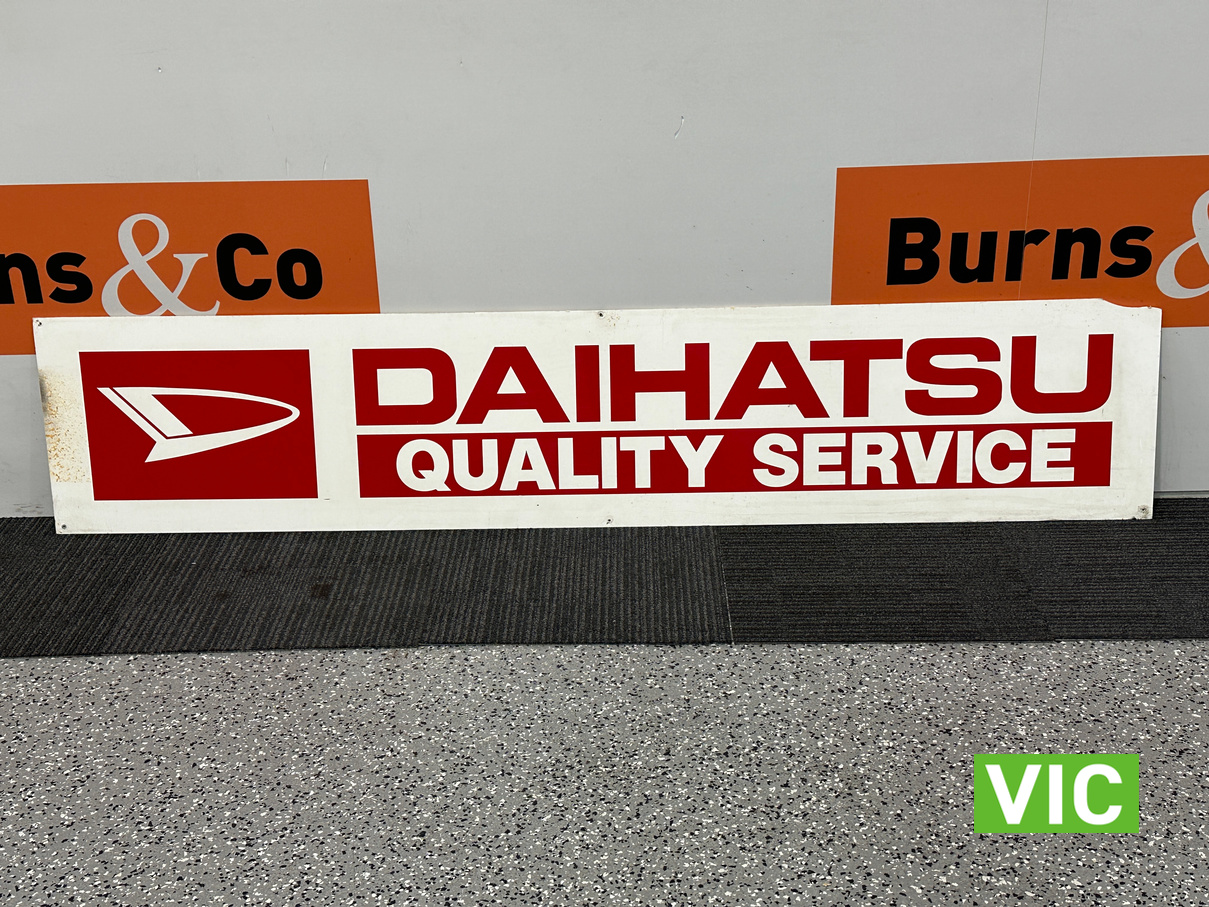 ns & Co
Burns &
DAIHATSU
QUALITY SERVICE
VIC